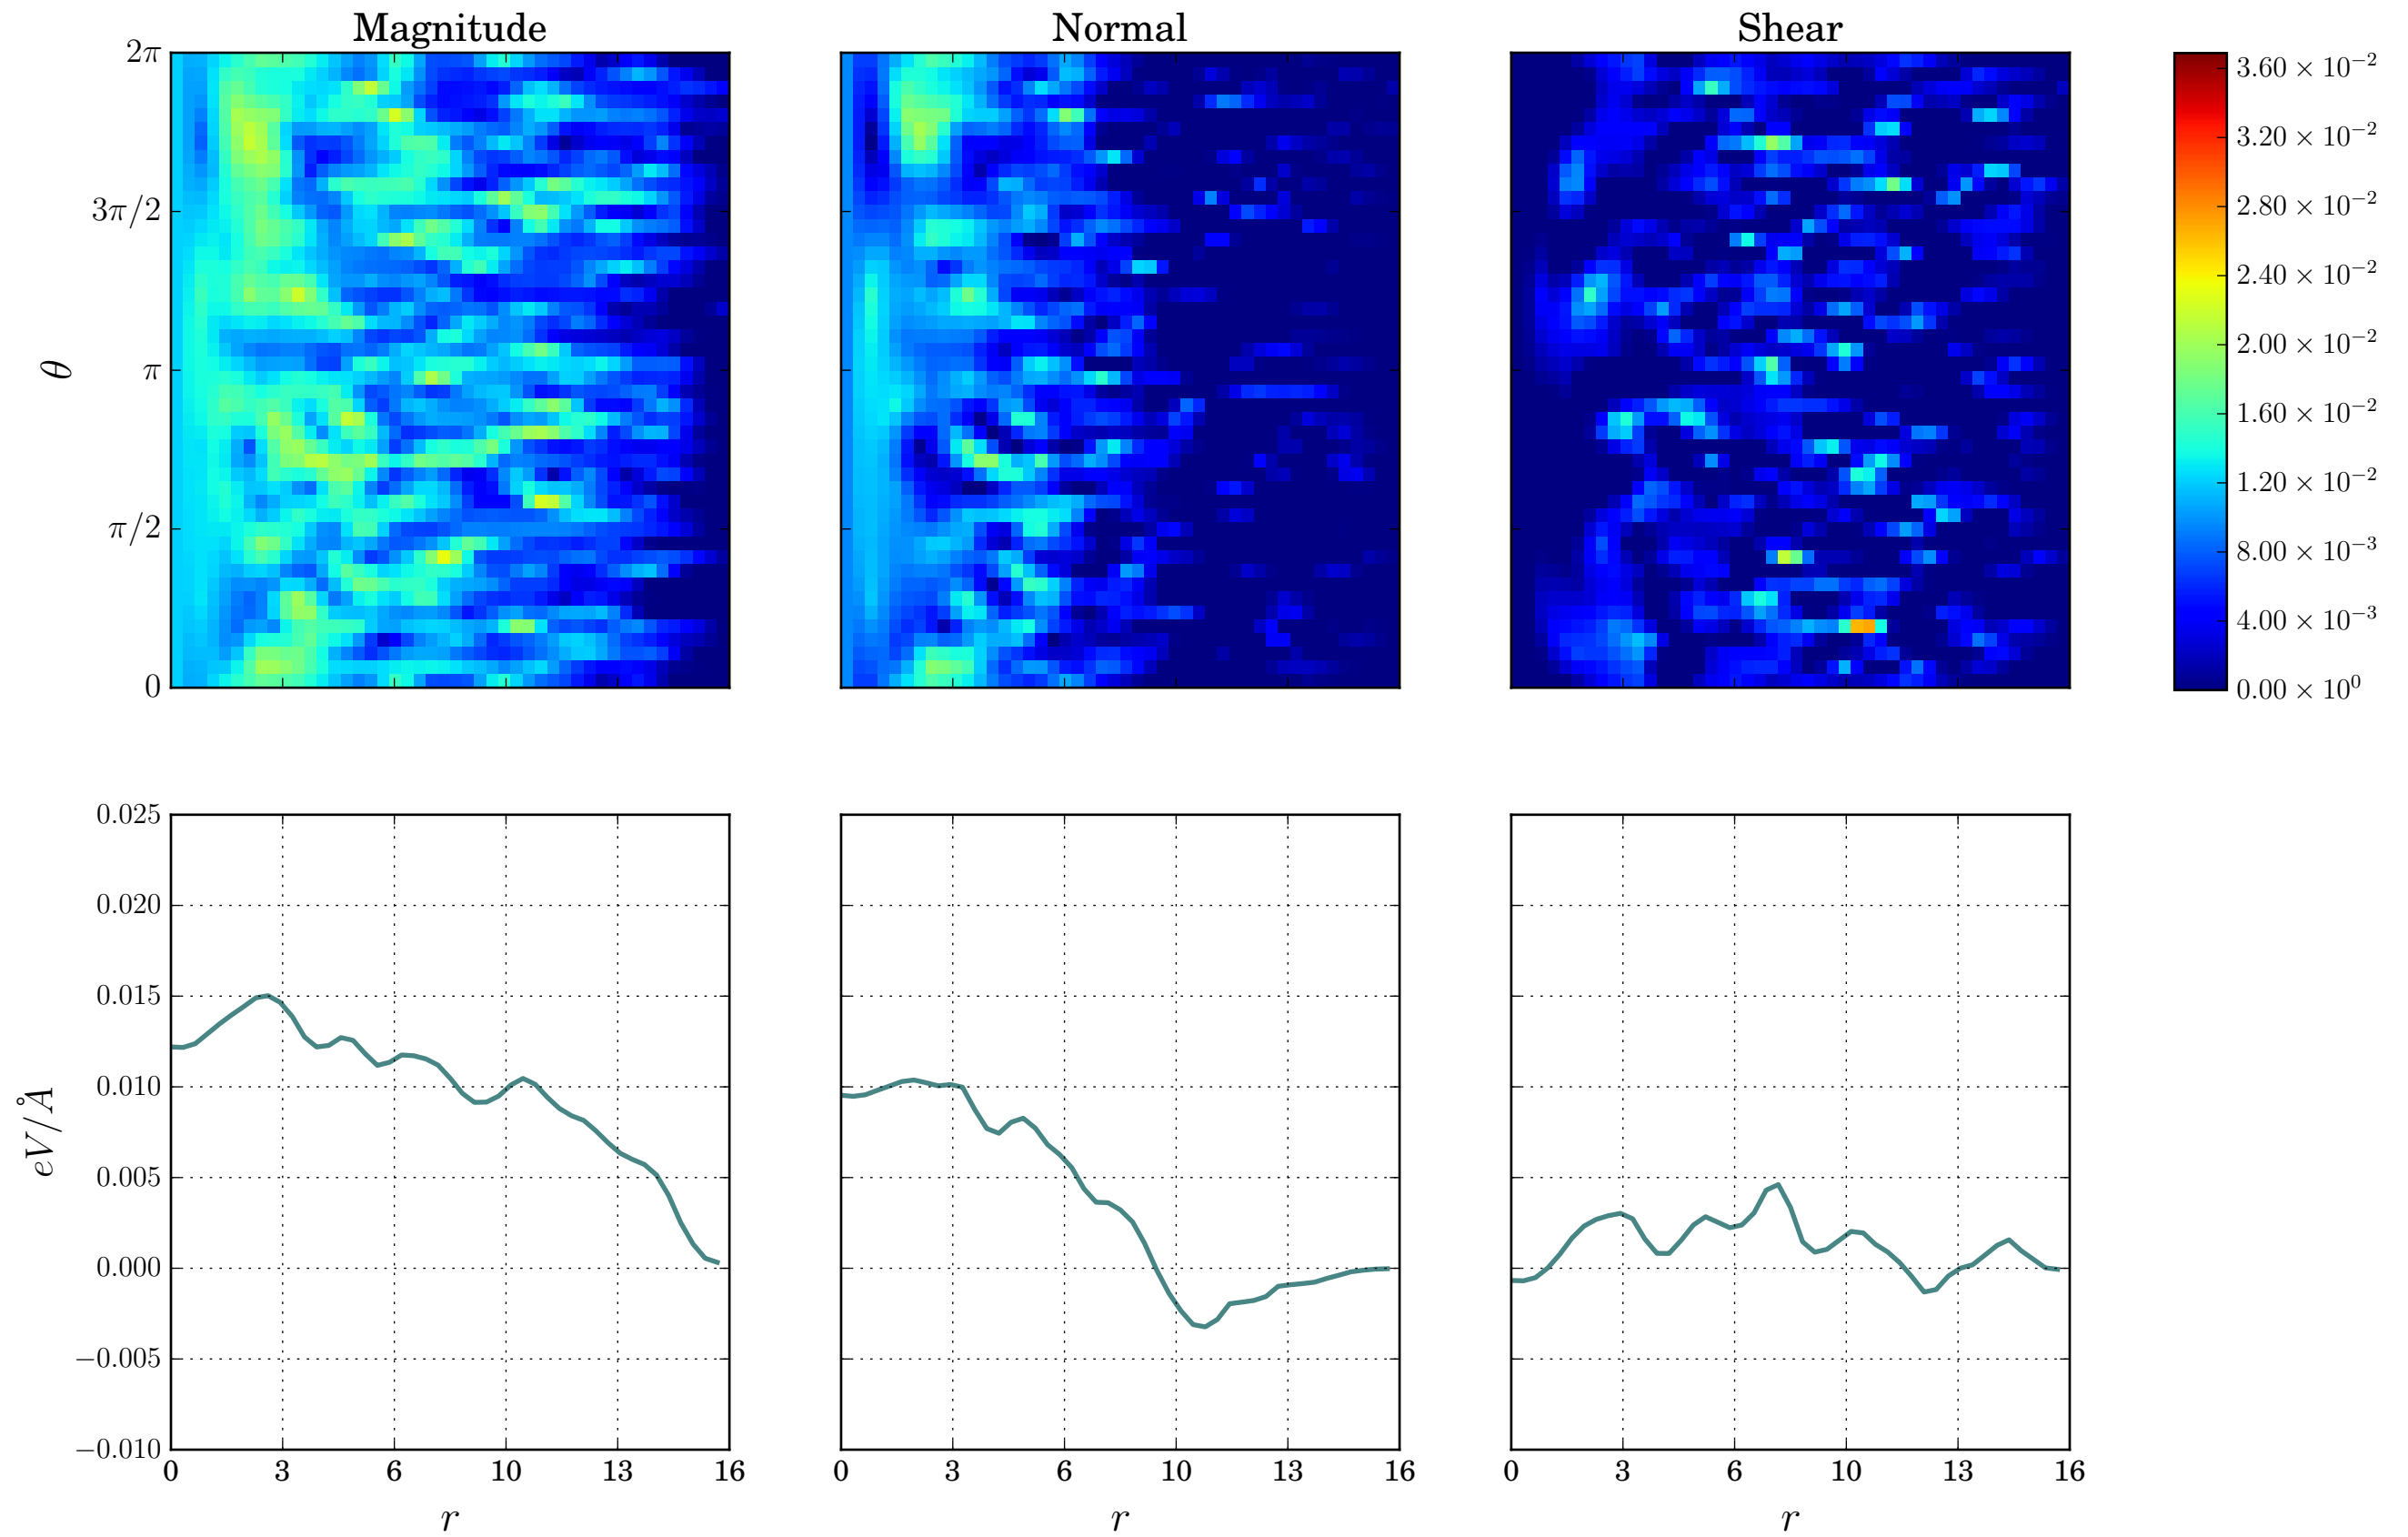 Magnitude Normal Shear
2π
3π/2
π
π/2
0
θ
3.60 × 10⁻²
3.20 × 10⁻²
2.80 × 10⁻²
2.40 × 10⁻²
2.00 × 10⁻²
1.60 × 10⁻²
1.20 × 10⁻²
8.00 × 10⁻³
4.00 × 10⁻³
0.00 × 10⁰
0.025
0.020
0.015
0.010
0.005
0.000
−0.005
−0.010
eV/Å
0 3 6 10 13 16 0 3 6 10 13 16 0 3 6 10 13 16
r r r